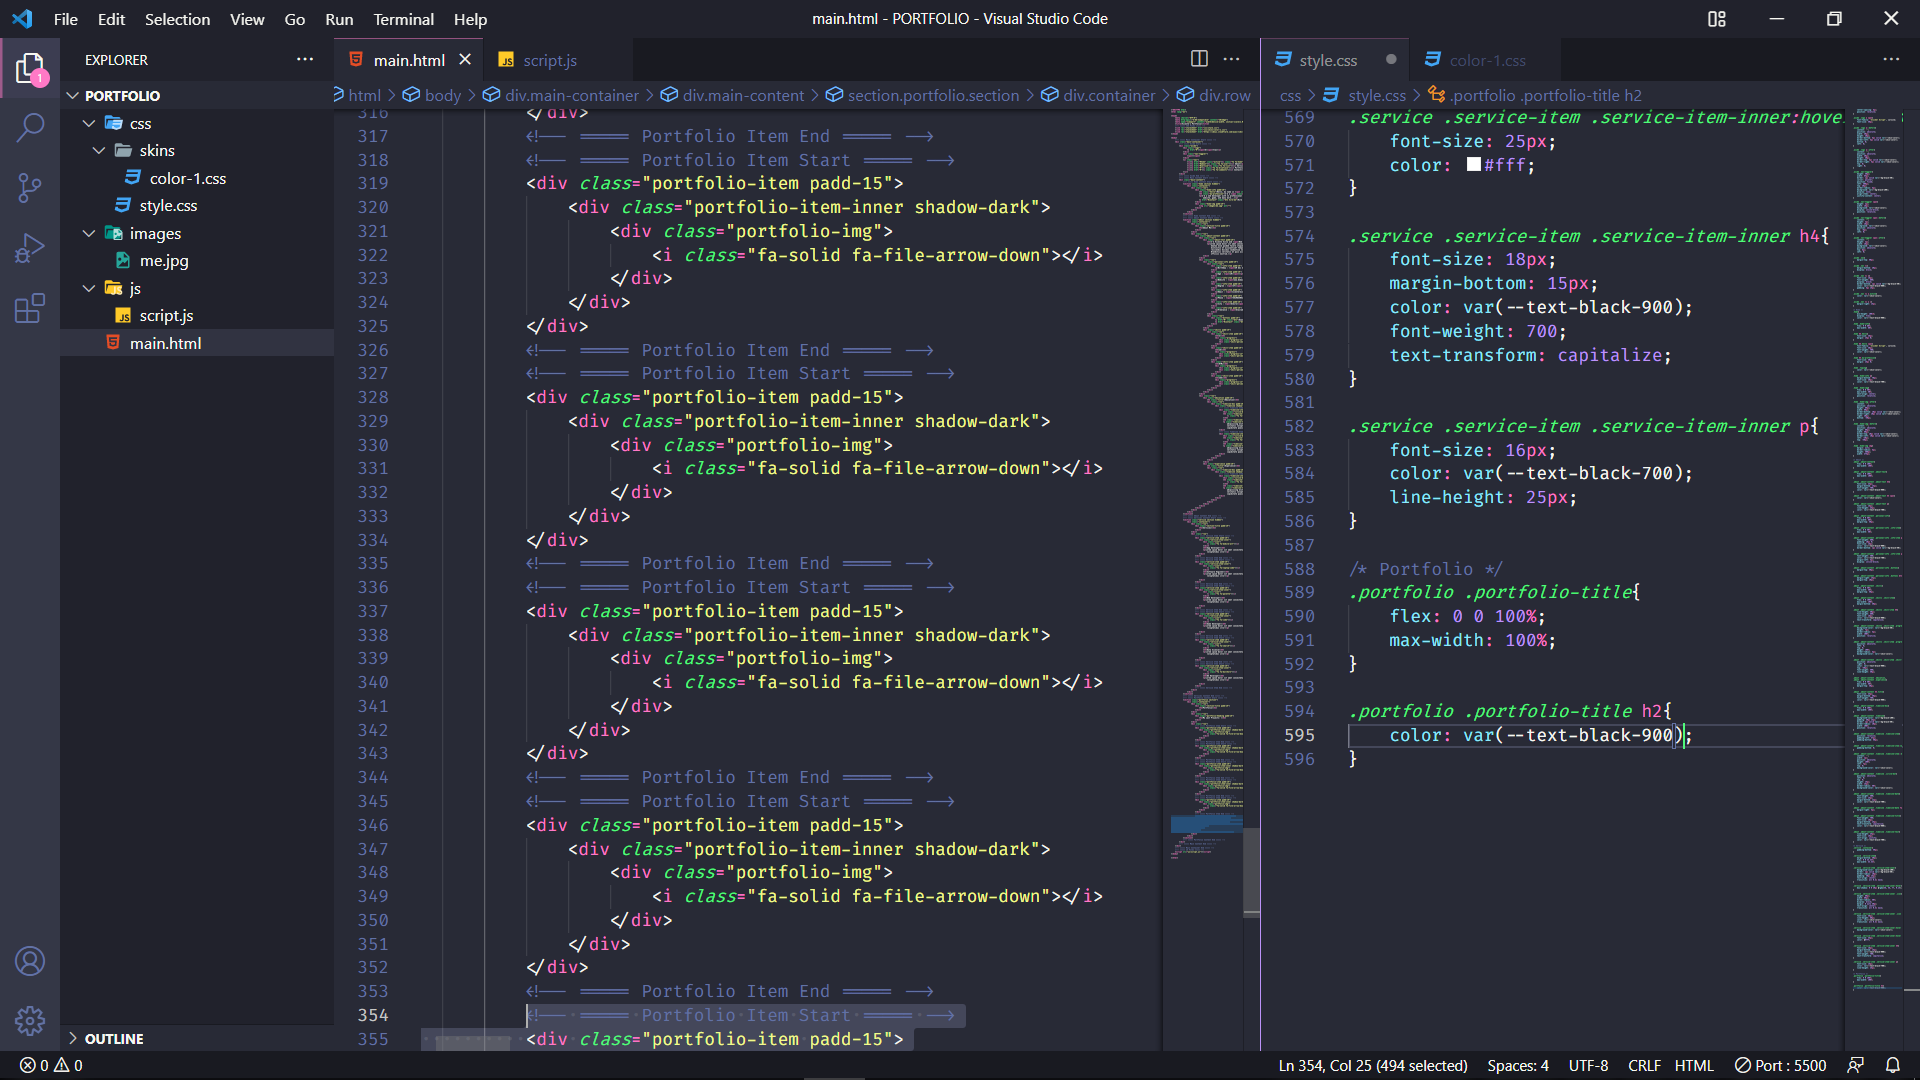 File Edit Selection View Go Run Terminal Help
main.html - PORTFOLIO - Visual Studio Code
1
EXPLORER ···
PORTFOLIO
css
skins
color-1.css
style.css
images
me.jpg
js
script.js
main.html
OUTLINE
main.html script.js
html > body > div.main-container > div.main-content > section.portfolio.section > div.container > div.row
316 </div>
317 <!-- ===== Portfolio Item End ===== -->
318 <!-- ===== Portfolio Item Start ===== -->
319 <div class="portfolio-item padd-15">
320 <div class="portfolio-item-inner shadow-dark">
321 <div class="portfolio-img">
322 <i class="fa-solid fa-file-arrow-down"></i>
323 </div>
324 </div>
325 </div>
326 <!-- ===== Portfolio Item End ===== -->
327 <!-- ===== Portfolio Item Start ===== -->
328 <div class="portfolio-item padd-15">
329 <div class="portfolio-item-inner shadow-dark">
330 <div class="portfolio-img">
331 <i class="fa-solid fa-file-arrow-down"></i>
332 </div>
333 </div>
334 </div>
335 <!-- ===== Portfolio Item End ===== -->
336 <!-- ===== Portfolio Item Start ===== -->
337 <div class="portfolio-item padd-15">
338 <div class="portfolio-item-inner shadow-dark">
339 <div class="portfolio-img">
340 <i class="fa-solid fa-file-arrow-down"></i>
341 </div>
342 </div>
343 </div>
344 <!-- ===== Portfolio Item End ===== -->
345 <!-- ===== Portfolio Item Start ===== -->
346 <div class="portfolio-item padd-15">
347 <div class="portfolio-item-inner shadow-dark">
348 <div class="portfolio-img">
349 <i class="fa-solid fa-file-arrow-down"></i>
350 </div>
351 </div>
352 </div>
353 <!-- ===== Portfolio Item End ===== -->
354 <!-- ===== Portfolio Item Start ===== -->
355 <div class="portfolio-item padd-15">
style.css color-1.css
css > style.css > .portfolio .portfolio-title h2
569 .service .service-item .service-item-inner:hove
570 font-size: 25px;
571 color: #fff;
572 }
573
574 .service .service-item .service-item-inner h4{
575 font-size: 18px;
576 margin-bottom: 15px;
577 color: var(--text-black-900);
578 font-weight: 700;
579 text-transform: capitalize;
580 }
581
582 .service .service-item .service-item-inner p{
583 font-size: 16px;
584 color: var(--text-black-700);
585 line-height: 25px;
586 }
587
588 /* Portfolio */
589 .portfolio .portfolio-title{
590 flex: 0 0 100%;
591 max-width: 100%;
592 }
593
594 .portfolio .portfolio-title h2{
595 color: var(--text-black-900);
596 }
0 0
Ln 354, Col 25 (494 selected) Spaces: 4 UTF-8 CRLF HTML Port : 5500